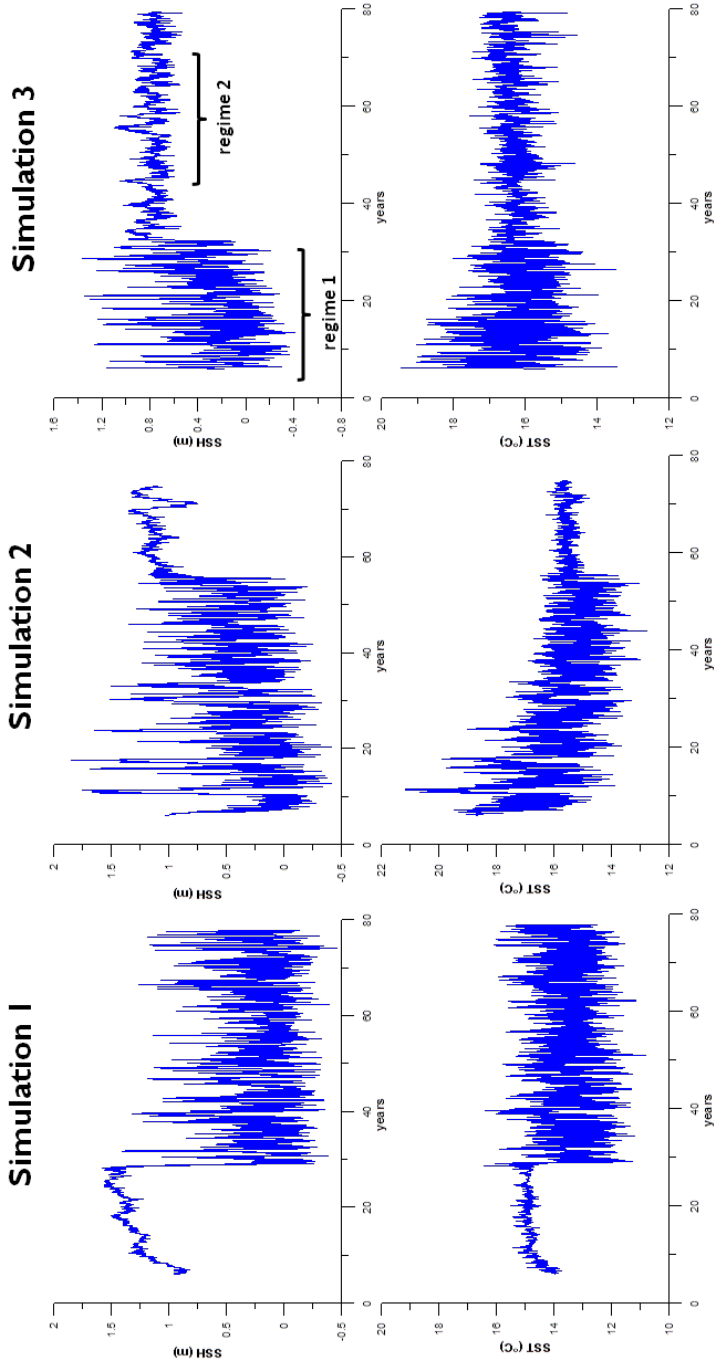 Simulation 1
Simulation 2
Simulation 3
SSH (m)
2
1.5
1
0.5
0
-0.5
0 20 40 60 80
years
SSH (m)
2
1.5
1
0.5
0
-0.5
0 20 40 60 80
years
SSH (m)
1.6
1.2
0.8
0.4
0
-0.4
-0.8
regime 1
regime 2
0 20 40 60 80
years
SST (°C)
20
18
16
14
12
10
0 20 40 60 80
years
SST (°C)
22
20
18
16
14
12
0 20 40 60 80
years
SST (°C)
20
18
16
14
12
0 20 40 60 80
years